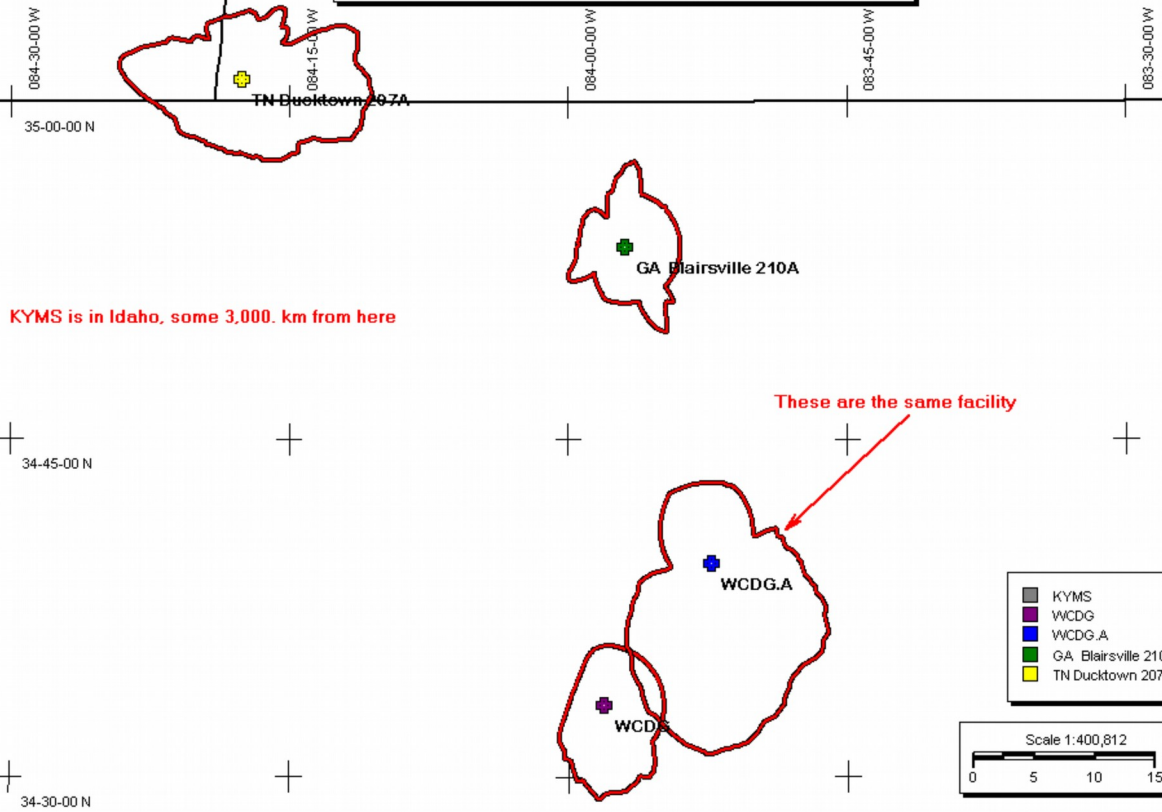 084-30-00 W
084-15-00 W
084-00-00 W
083-45-00 W
083-30-00 W
TN Ducktown 207A
35-00-00 N
GA Blairsville 210A
KYMS is in Idaho, some 3,000. km from here
These are the same facility
34-45-00 N
WCDG.A
WCDG
KYMS
WCDG
WCDG.A
GA Blairsville 210
TN Ducktown 207
Scale 1:400,812
0 5 10 15
34-30-00 N